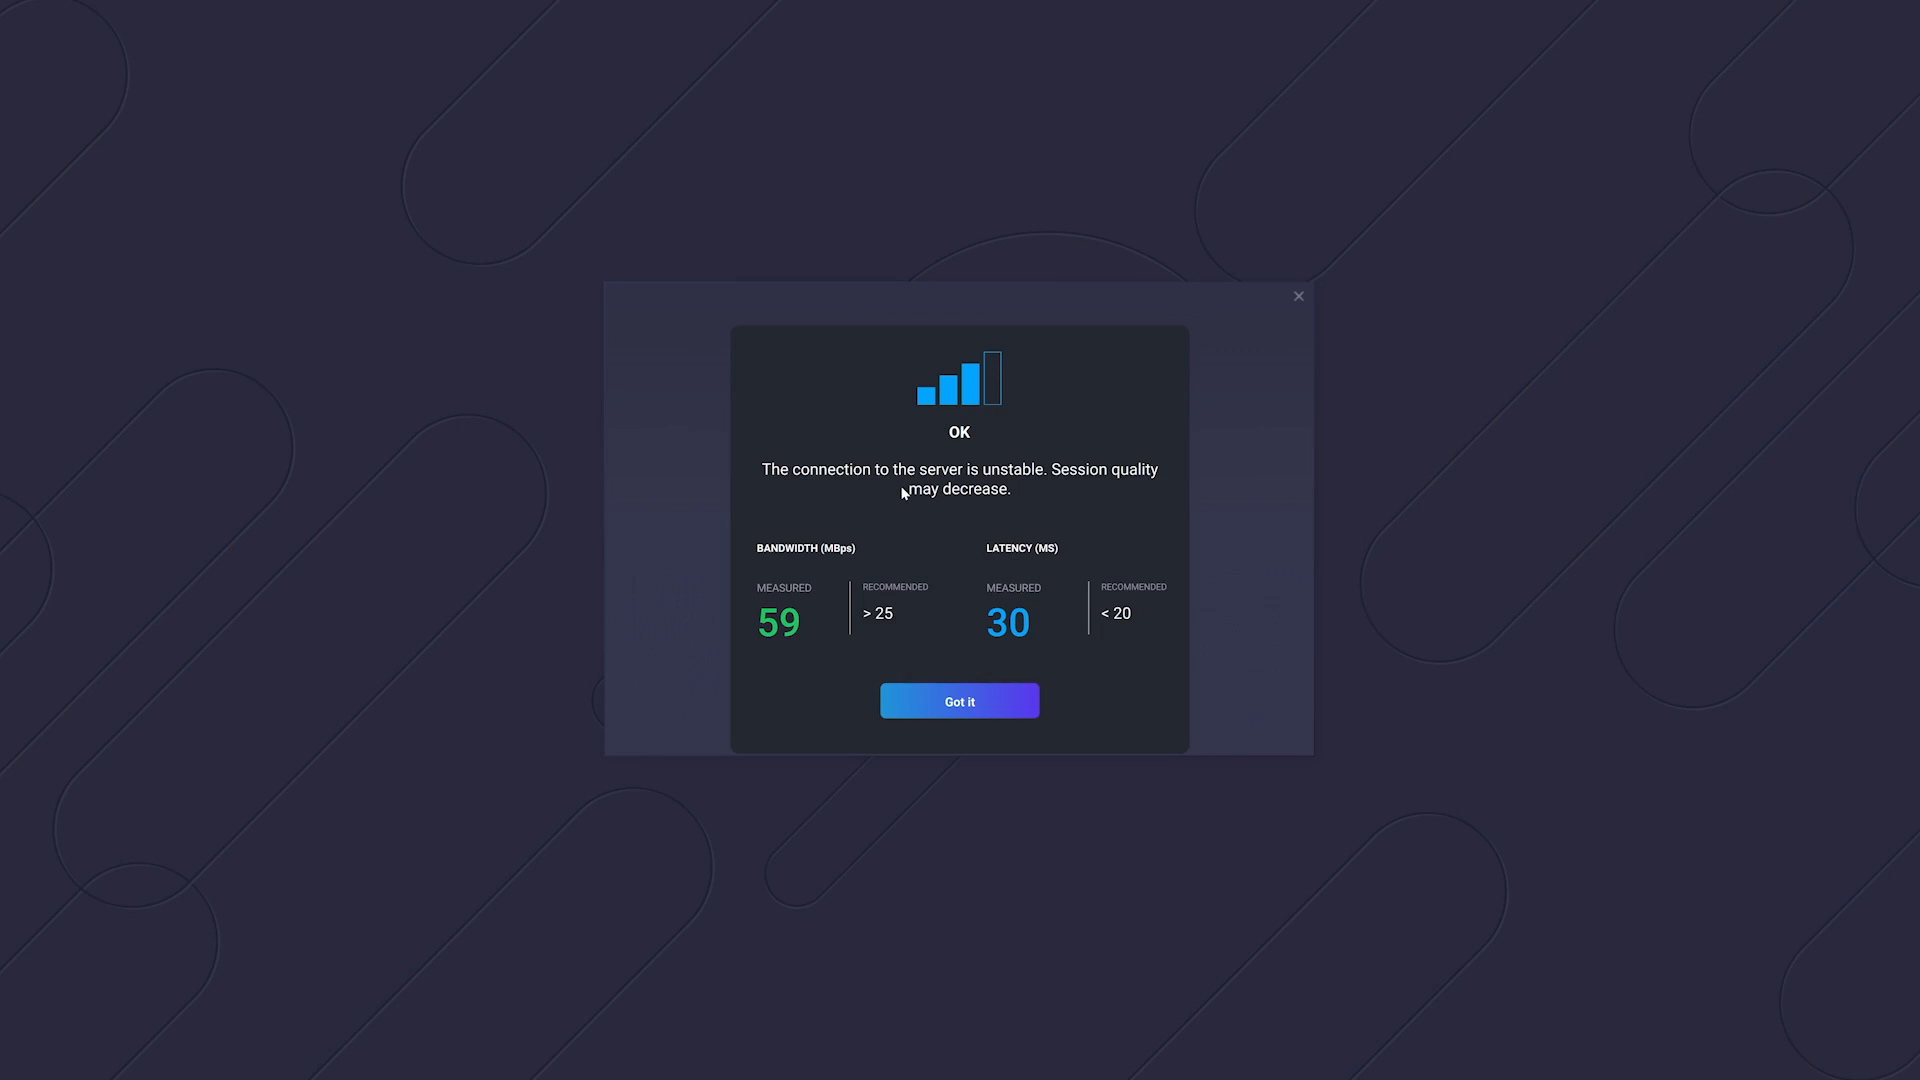 OK
The connection to the server is unstable. Session quality
may decrease.
BANDWIDTH (MBps)
MEASURED
59
RECOMMENDED
> 25
LATENCY (MS)
MEASURED
30
RECOMMENDED
< 20
Got it